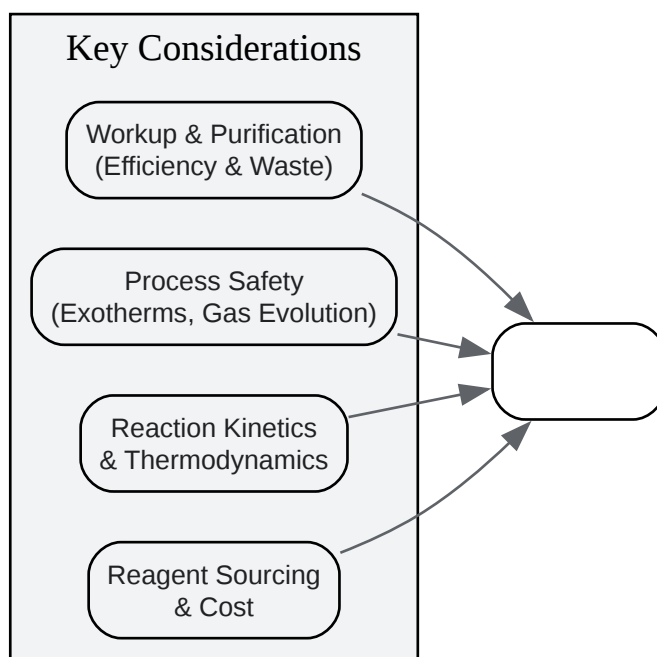 Key Considerations
Workup & Purification
(Efficiency & Waste)
Process Safety
(Exotherms, Gas Evolution)
Reaction Kinetics
& Thermodynamics
Reagent Sourcing
& Cost